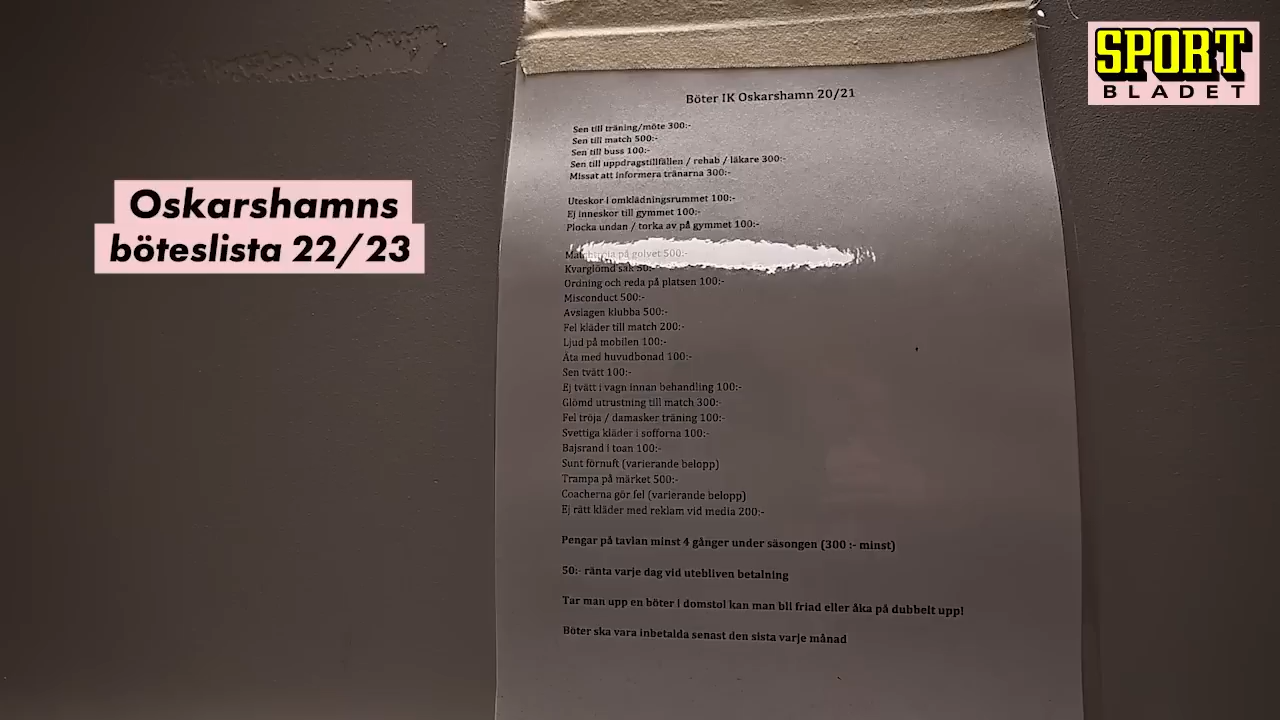 SPORT
BLADET
Oskarshamns
böteslista 22/23
Böter IK Oskarshamn 20/21
Sen till träning/möte 300:-
Sen till match 500:-
Sen till buss 100:-
Sen till uppdragstillfällen / rehab / läkare 300:-
Missat att informera tränarna 300:-
Uteskor i omklädningsrummet 100:-
Ej inneskor till gymmet 100:-
Plocka undan / torka av på gymmet 100:-
Matchtröja på golvet 500:-
Kvarglömd sak 50:-
Ordning och reda på platsen 100:-
Misconduct 500:-
Avslagen klubba 500:-
Fel kläder till match 200:-
Ljud på mobilen 100:-
Äta med huvudbonad 100:-
Sen tvätt 100:-
Ej tvätt i vagn innan behandling 100:-
Glömd utrustning till match 300:-
Fel tröja / damasker träning 100:-
Svettiga kläder i sofforna 100:-
Bajsrand i toan 100:-
Sunt förnuft (varierande belopp)
Trampa på märket 500:-
Coacherna gör fel (varierande belopp)
Ej rätt kläder med reklam vid media 200:-
Pengar på tavlan minst 4 gånger under säsongen (300 :- minst)
50:- ränta varje dag vid utebliven betalning
Tar man upp en böter i domstol kan man bli friad eller åka på dubbelt upp!
Böter ska vara inbetalda senast den sista varje månad